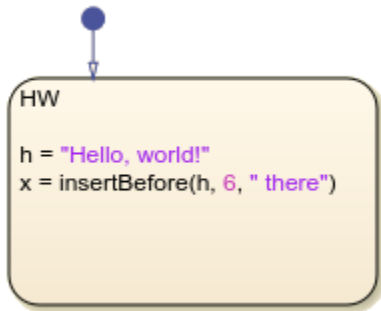 HW
h = "Hello, world!"
x = insertBefore(h, 6, " there")